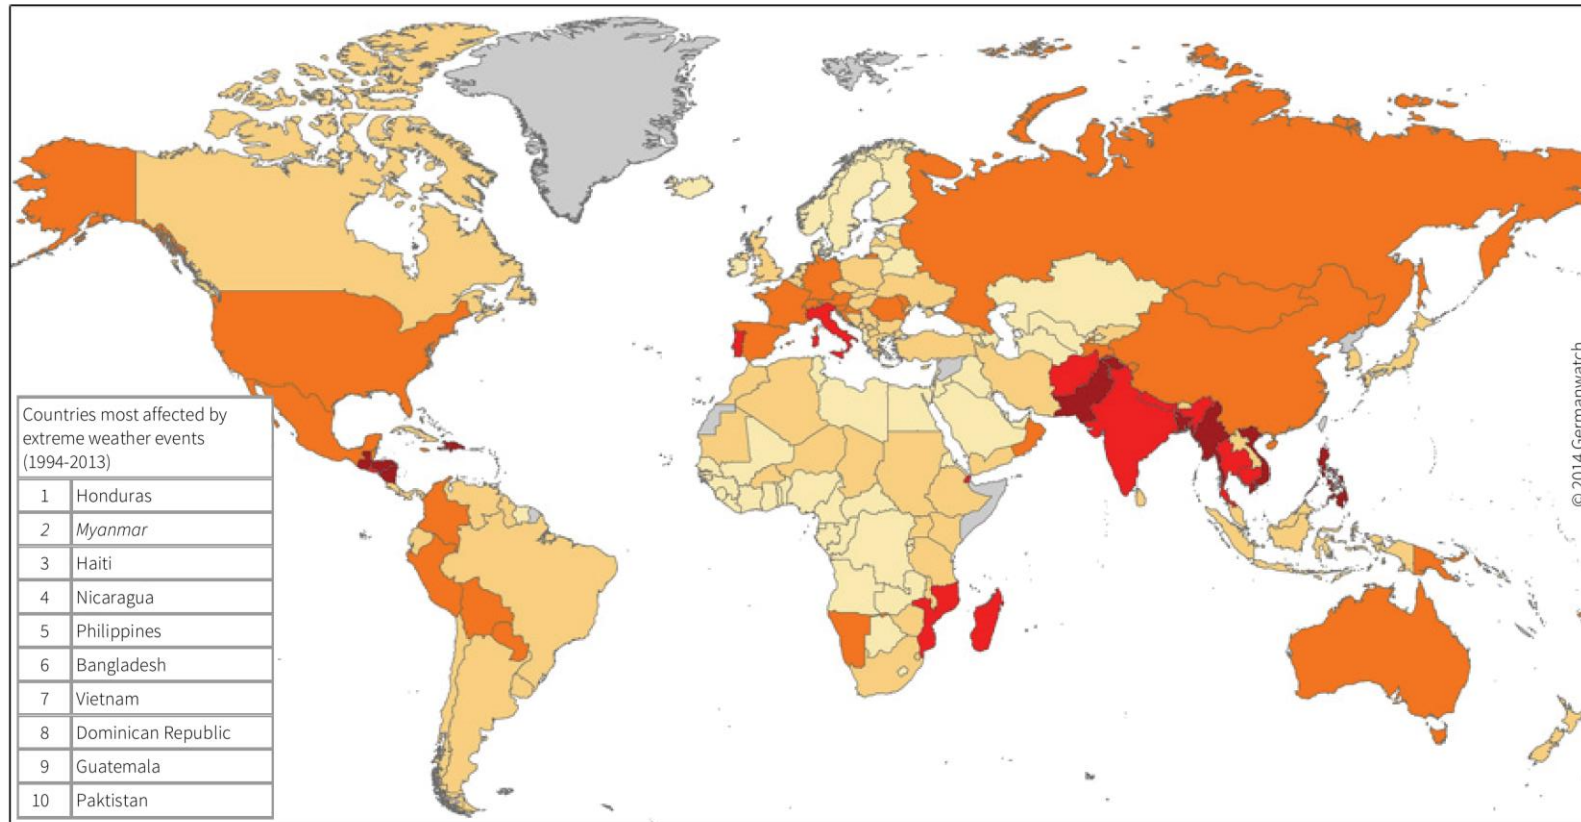 Countries most affected by
extreme weather events
(1994-2013)
1 Honduras
2 Myanmar
3 Haiti
4 Nicaragua
5 Philippines
6 Bangladesh
7 Vietnam
8 Dominican Republic
9 Guatemala
10 Paktistan
© 2014 Germanwatch